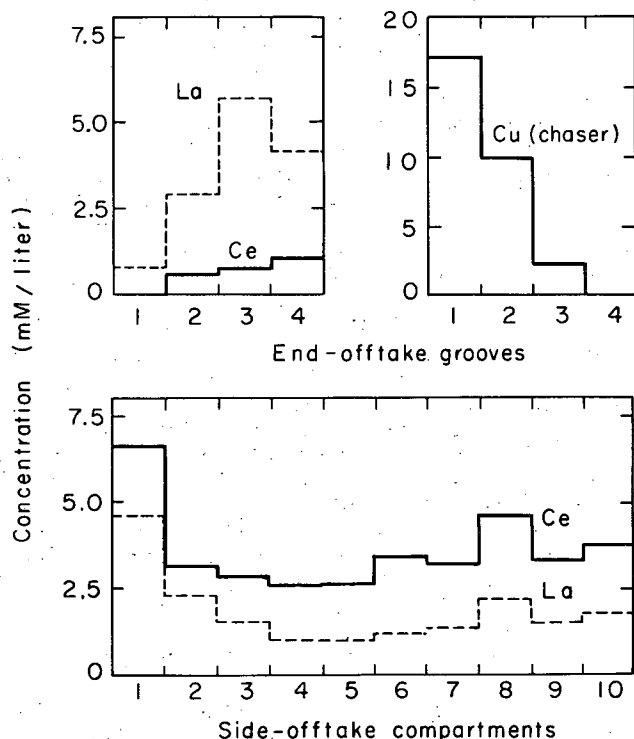 7.5
5.0
2.5
0
La
Ce
1 2 3 4
20
15
10
5
0
Cu (chaser)
1 2 3 4
End-offtake grooves
Concentration (mM/liter)
7.5
5.0
2.5
0
Ce
La
1 2 3 4 5 6 7 8 9 10
Side-offtake compartments